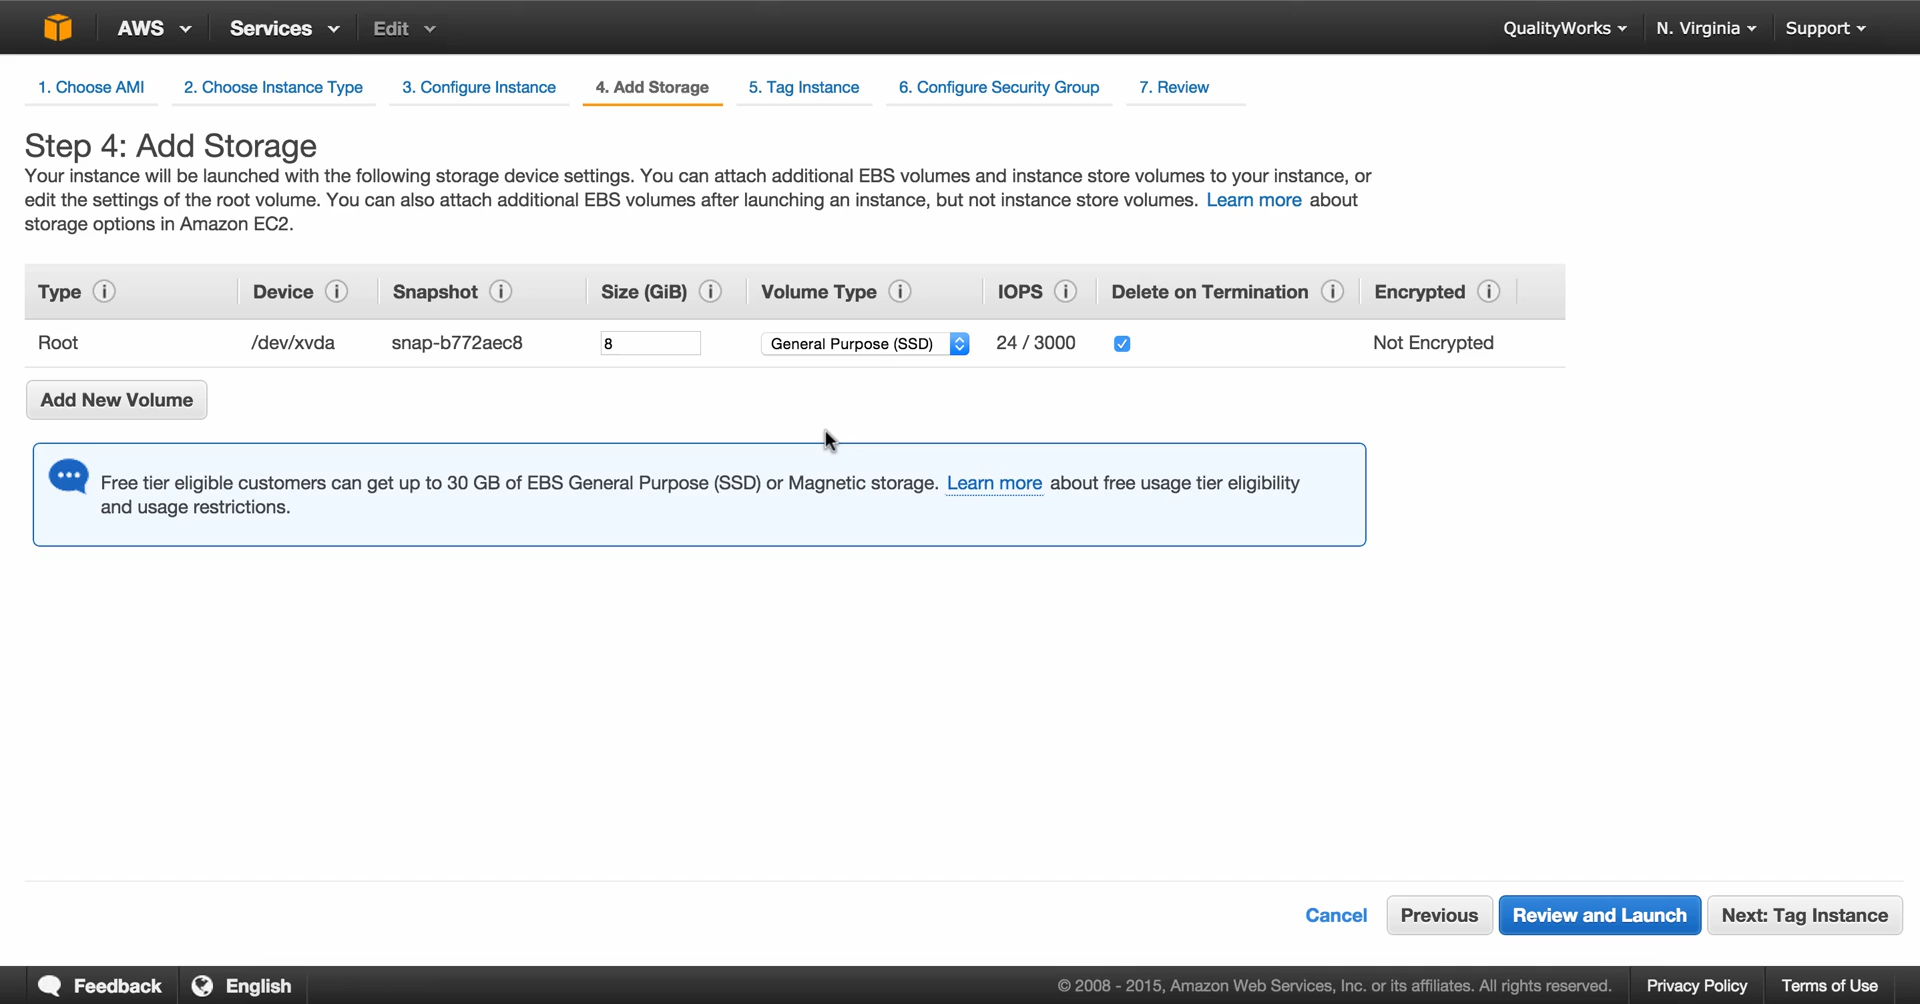 AWS Services Edit QualityWorks N. Virginia Support
1. Choose AMI 2. Choose Instance Type 3. Configure Instance 4. Add Storage 5. Tag Instance 6. Configure Security Group 7. Review
Step 4: Add Storage
Your instance will be launched with the following storage device settings. You can attach additional EBS volumes and instance store volumes to your instance, or
edit the settings of the root volume. You can also attach additional EBS volumes after launching an instance, but not instance store volumes. Learn more about
storage options in Amazon EC2.
Type i Device i Snapshot i Size (GiB) i Volume Type i IOPS i Delete on Termination i Encrypted i
Root /dev/xvda snap-b772aec8 8 General Purpose (SSD) 24 / 3000 Not Encrypted
Add New Volume
Free tier eligible customers can get up to 30 GB of EBS General Purpose (SSD) or Magnetic storage. Learn more about free usage tier eligibility
and usage restrictions.
Cancel Previous Review and Launch Next: Tag Instance
Feedback English © 2008 - 2015, Amazon Web Services, Inc. or its affiliates. All rights reserved. Privacy Policy Terms of Use